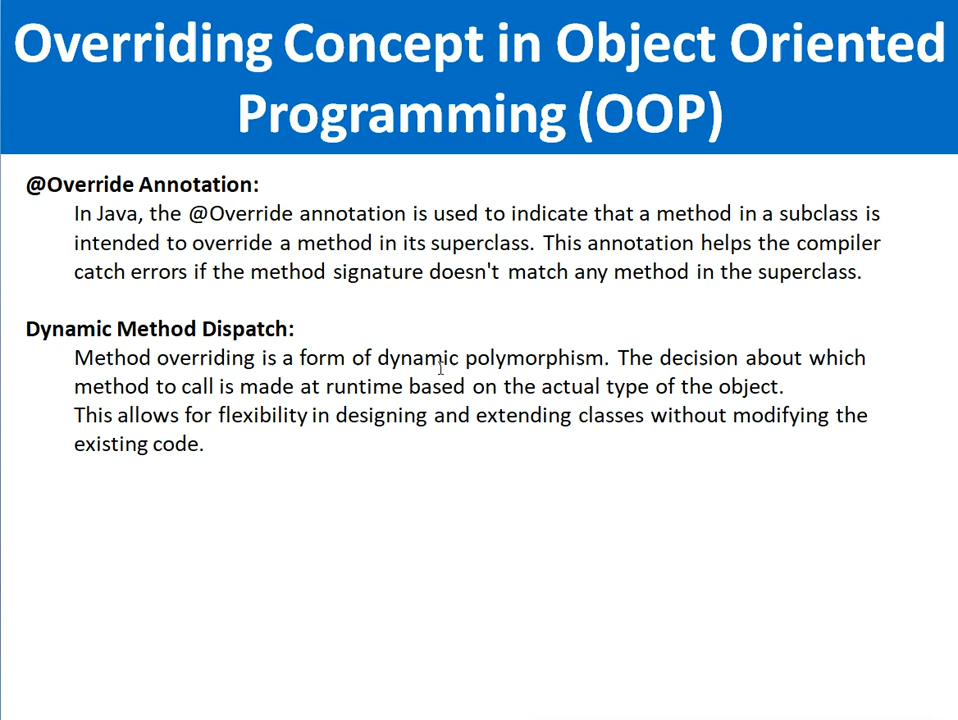 Overriding Concept in Object Oriented
Programming (OOP)
@Override Annotation:
In Java, the @Override annotation is used to indicate that a method in a subclass is
intended to override a method in its superclass. This annotation helps the compiler
catch errors if the method signature doesn't match any method in the superclass.
Dynamic Method Dispatch:
Method overriding is a form of dynamic polymorphism. The decision about which
method to call is made at runtime based on the actual type of the object.
This allows for flexibility in designing and extending classes without modifying the
existing code.